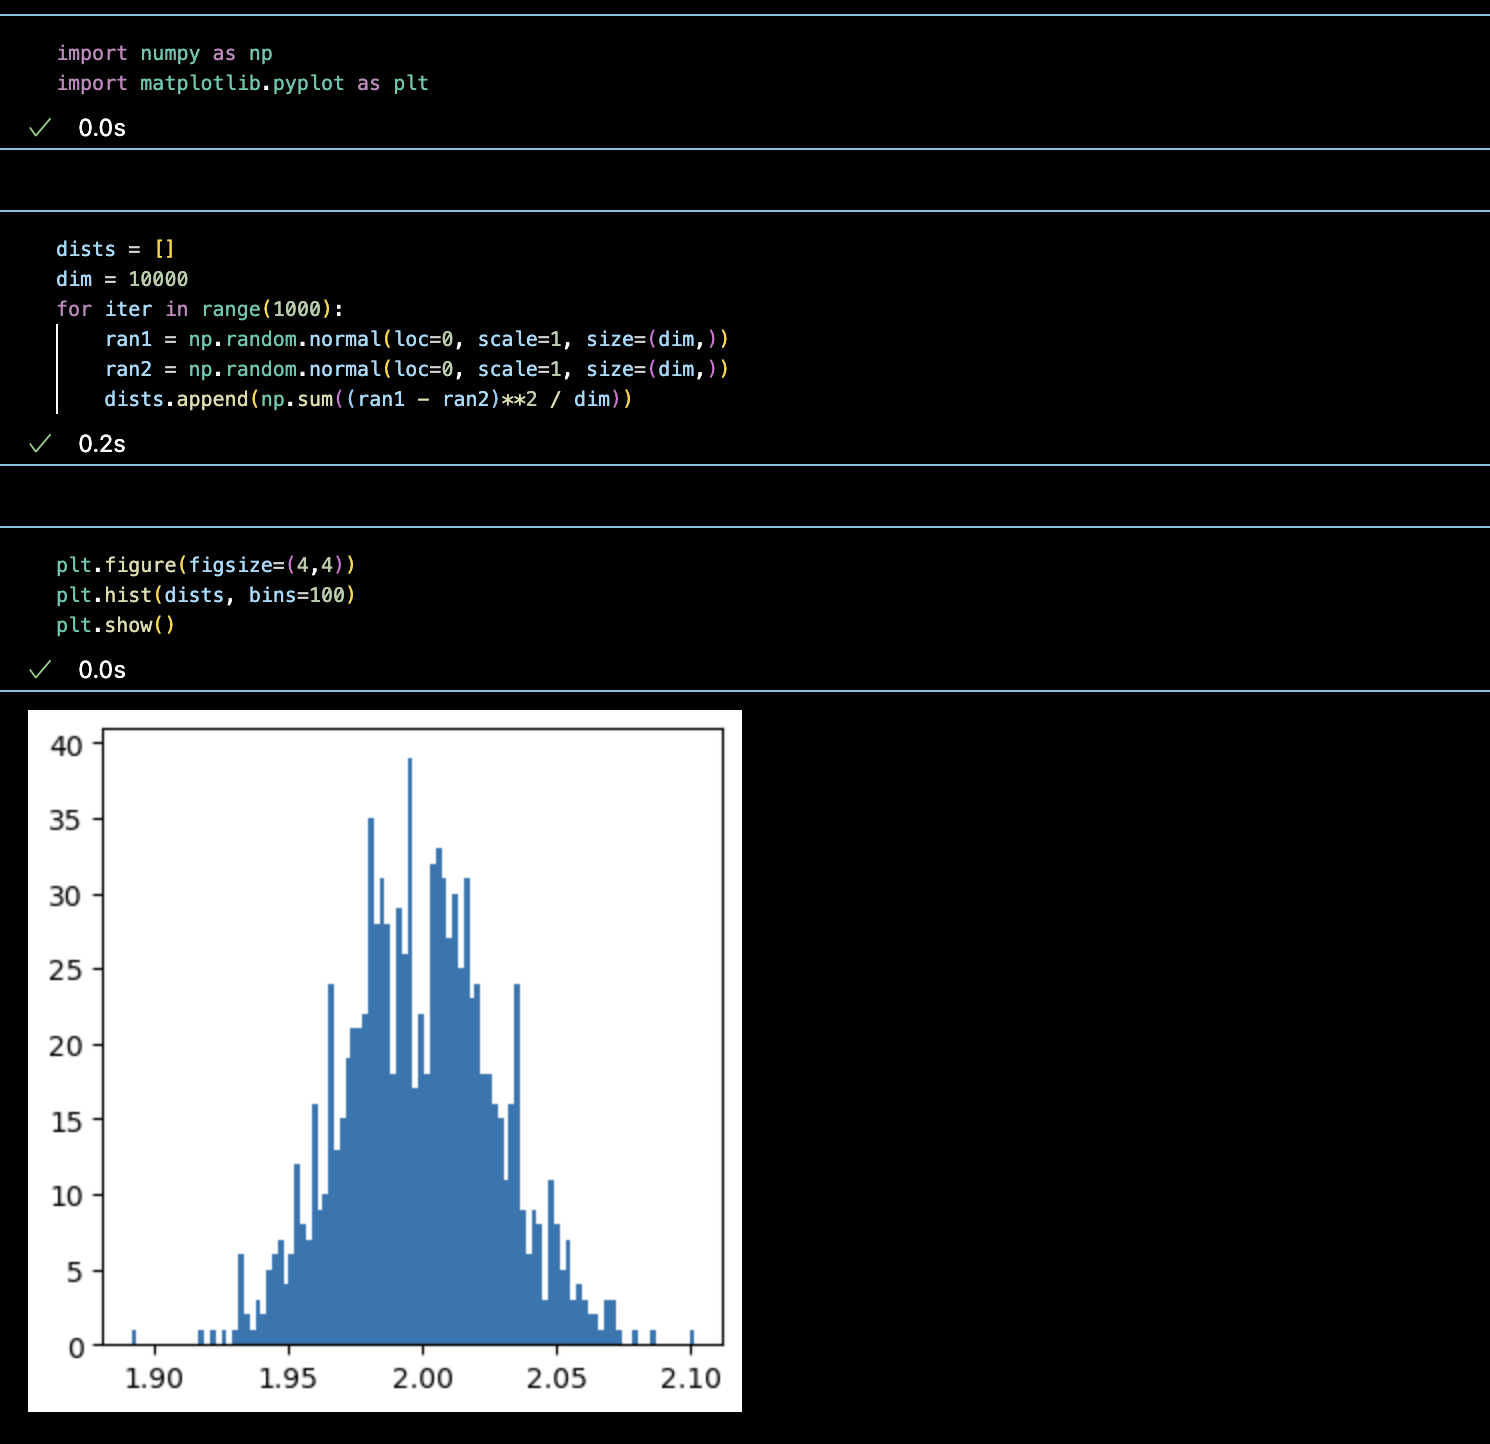 import numpy as np
import matplotlib.pyplot as plt
0.0s
dists = []
dim = 10000
for iter in range(1000):
    ran1 = np.random.normal(loc=0, scale=1, size=(dim,))
    ran2 = np.random.normal(loc=0, scale=1, size=(dim,))
    dists.append(np.sum((ran1 - ran2)**2 / dim))
0.2s
plt.figure(figsize=(4,4))
plt.hist(dists, bins=100)
plt.show()
0.0s
40
35
30
25
20
15
10
5
0
1.90 1.95 2.00 2.05 2.10